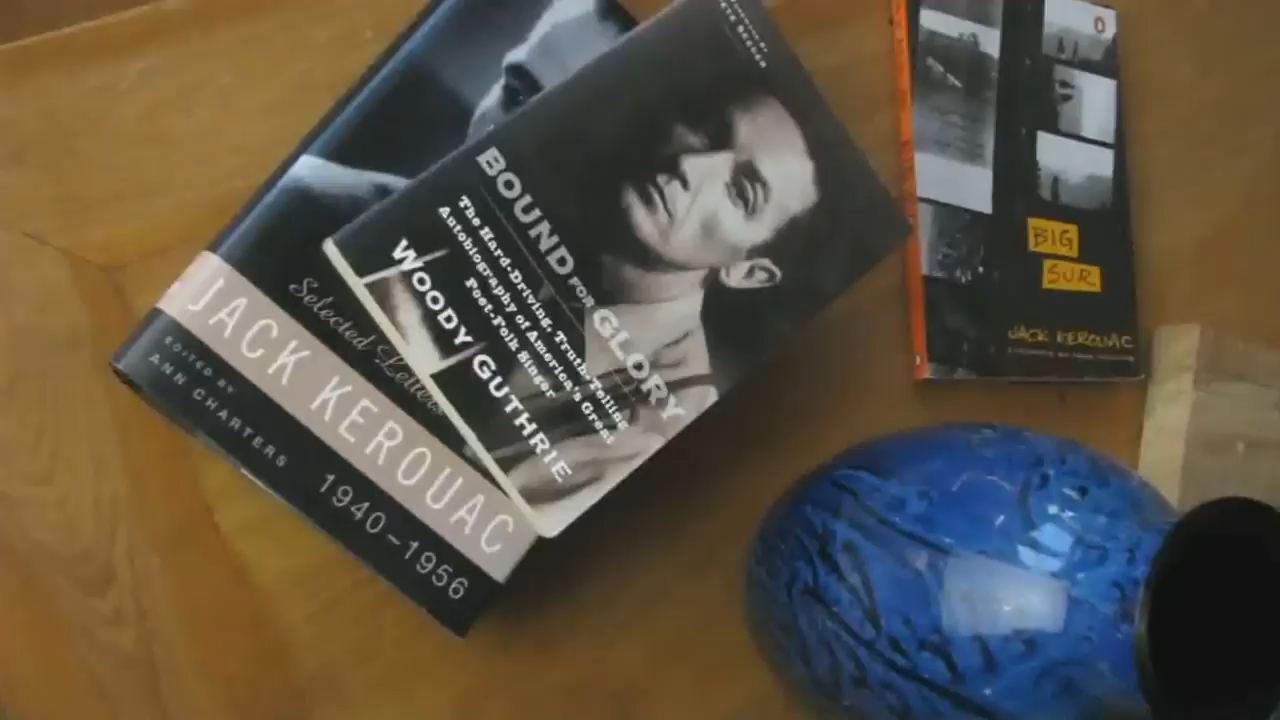 BOUND FOR GLORY
The Hard-Driving, Truth-Telling
Autobiography of America's Great
Poet-Folk Singer
WOODY GUTHRIE
Selected Letters
JACK KEROUAC
EDITED BY
ANN CHARTERS
1940-1956
BIG
SUR
JACK KEROUAC